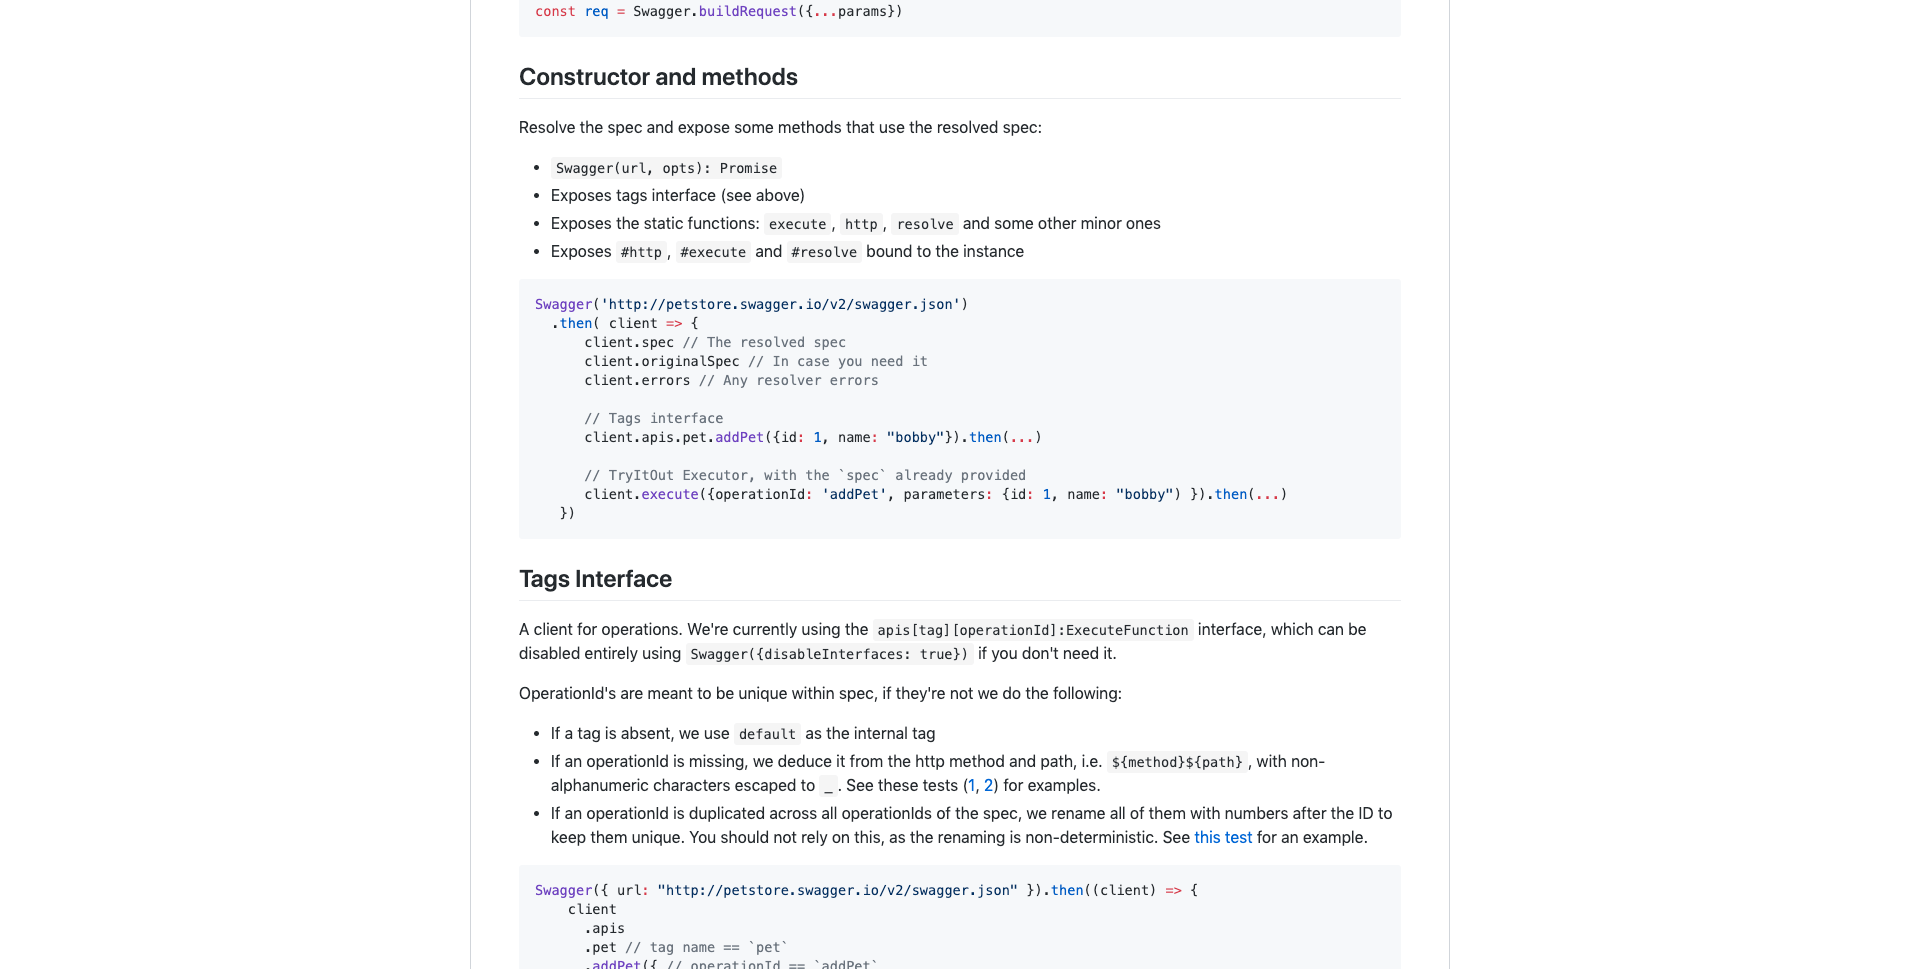 const req = Swagger.buildRequest({...params})
Constructor and methods
Resolve the spec and expose some methods that use the resolved spec:
• Swagger(url, opts): Promise
• Exposes tags interface (see above)
• Exposes the static functions: execute, http, resolve and some other minor ones
• Exposes #http, #execute and #resolve bound to the instance
Swagger('http://petstore.swagger.io/v2/swagger.json')
  .then( client => {
      client.spec // The resolved spec
      client.originalSpec // In case you need it
      client.errors // Any resolver errors
      // Tags interface
      client.apis.pet.addPet({id: 1, name: "bobby"}).then(...)
      // TryItOut Executor, with the `spec` already provided
      client.execute({operationId: 'addPet', parameters: {id: 1, name: "bobby") }).then(...)
   })
Tags Interface
A client for operations. We're currently using the apis[tag][operationId]:ExecuteFunction interface, which can be
disabled entirely using Swagger({disableInterfaces: true}) if you don't need it.
OperationId's are meant to be unique within spec, if they're not we do the following:
• If a tag is absent, we use default as the internal tag
• If an operationId is missing, we deduce it from the http method and path, i.e. ${method}${path}, with non-
alphanumeric characters escaped to _. See these tests (1, 2) for examples.
• If an operationId is duplicated across all operationIds of the spec, we rename all of them with numbers after the ID to
keep them unique. You should not rely on this, as the renaming is non-deterministic. See this test for an example.
Swagger({ url: "http://petstore.swagger.io/v2/swagger.json" }).then((client) => {
    client
      .apis
      .pet // tag name == `pet`
      .addPet({ // operationId == `addPet`